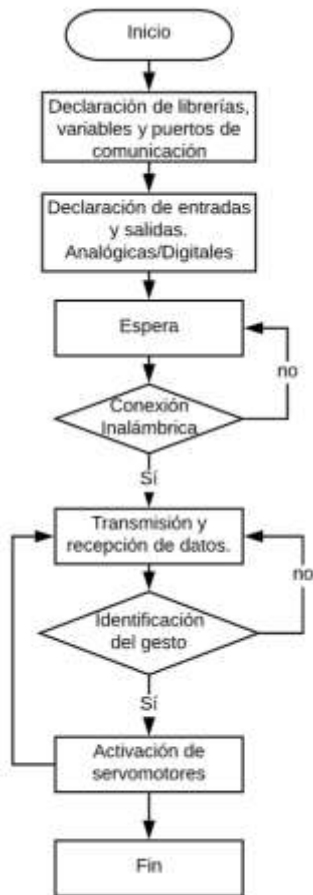 Inicio
Declaración de librerías,
variables y puertos de
comunicación
Declaración de entradas
y salidas.
Analógicas/Digitales
Espera
no
Conexión
Inalámbrica
Sí
Transmisión y
recepción de datos.
no
Identificación
del gesto
Sí
Activación de
servomotores
Fin